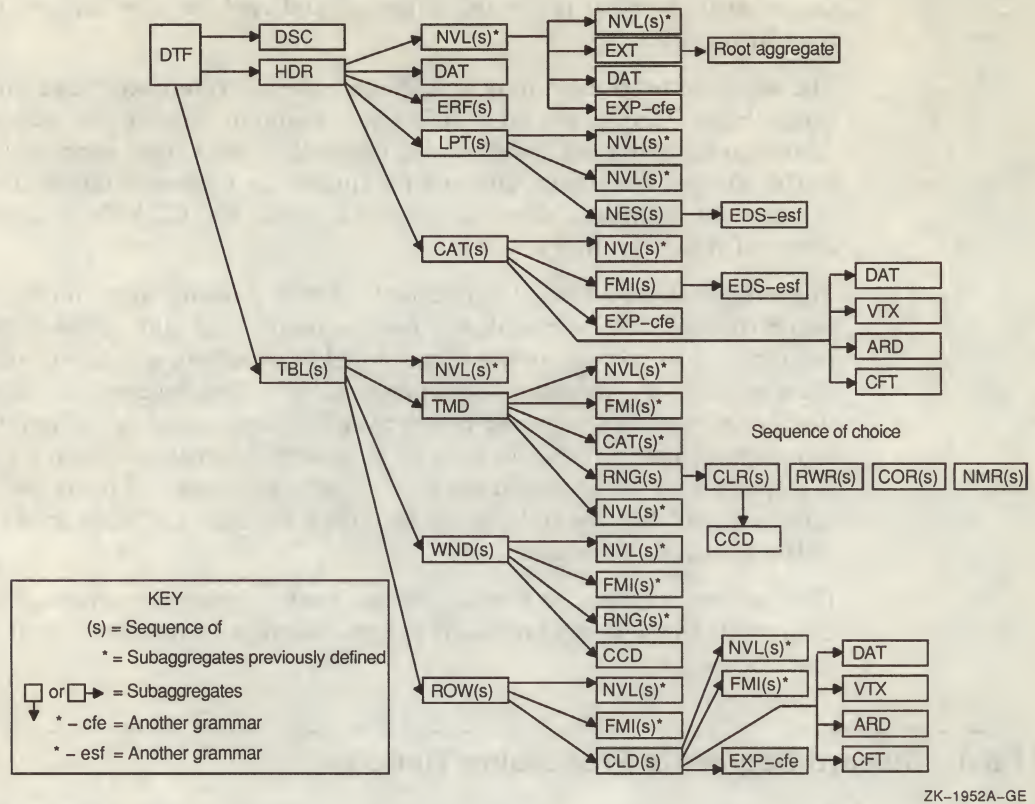 DTF
DSC
HDR
NVL(s)*
DAT
ERF(s)
LPT(s)
CAT(s)
NVL(s)*
EXT
Root aggregate
DAT
EXP–cfe
NVL(s)*
NVL(s)*
NES(s)
EDS–esf
NVL(s)*
FMI(s)
EDS–esf
EXP–cfe
DAT
VTX
ARD
CFT
TBL(s)
NVL(s)*
TMD
WND(s)
ROW(s)
NVL(s)*
FMI(s)*
CAT(s)*
RNG(s)
NVL(s)*
Sequence of choice
CLR(s)
RWR(s)
COR(s)
NMR(s)
CCD
NVL(s)*
FMI(s)*
RNG(s)*
CCD
NVL(s)*
FMI(s)*
CLD(s)
NVL(s)*
FMI(s)*
EXP–cfe
DAT
VTX
ARD
CFT
KEY
(s) = Sequence of
* = Subaggregates previously defined
or = Subaggregates
* – cfe = Another grammar
* – esf = Another grammar
ZK–1952A–GE